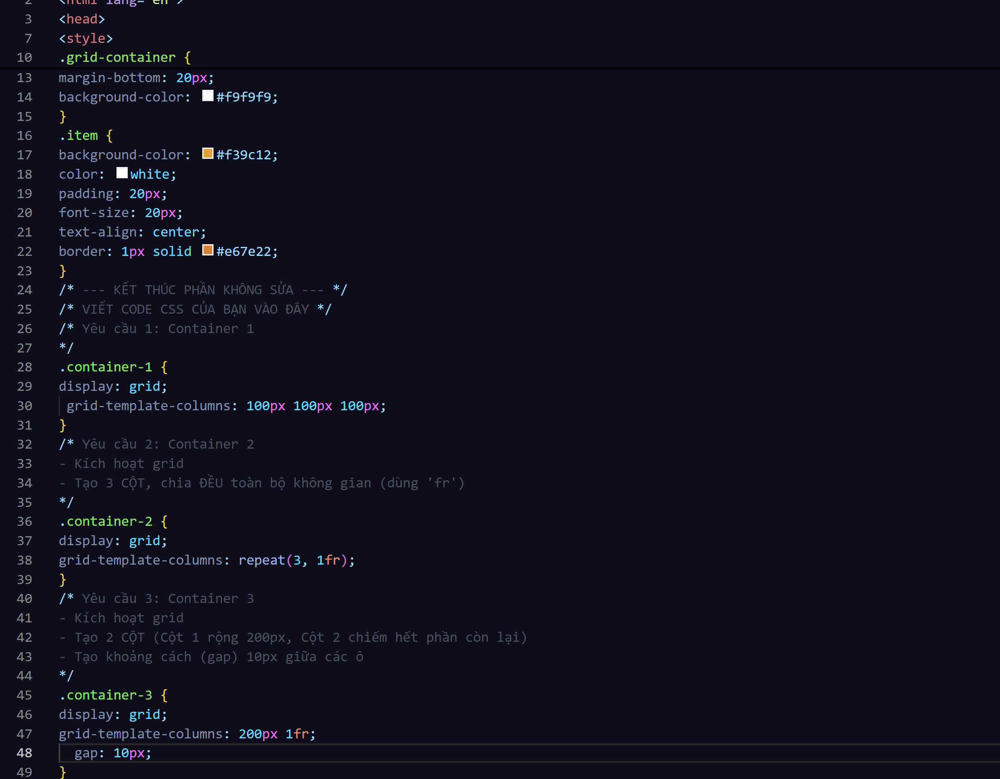 2 <html lang="en">
3 <head>
7 <style>
10 .grid-container {
13 margin-bottom: 20px;
14 background-color: #f9f9f9;
15 }
16 .item {
17 background-color: #f39c12;
18 color: white;
19 padding: 20px;
20 font-size: 20px;
21 text-align: center;
22 border: 1px solid #e67e22;
23 }
24 /* --- KẾT THÚC PHẦN KHÔNG SỬA --- */
25 /* VIẾT CODE CSS CỦA BẠN VÀO ĐÂY */
26 /* Yêu cầu 1: Container 1
27 */
28 .container-1 {
29 display: grid;
30 grid-template-columns: 100px 100px 100px;
31 }
32 /* Yêu cầu 2: Container 2
33 - Kích hoạt grid
34 - Tạo 3 CỘT, chia ĐỀU toàn bộ không gian (dùng 'fr')
35 */
36 .container-2 {
37 display: grid;
38 grid-template-columns: repeat(3, 1fr);
39 }
40 /* Yêu cầu 3: Container 3
41 - Kích hoạt grid
42 - Tạo 2 CỘT (Cột 1 rộng 200px, Cột 2 chiếm hết phần còn lại)
43 - Tạo khoảng cách (gap) 10px giữa các ô
44 */
45 .container-3 {
46 display: grid;
47 grid-template-columns: 200px 1fr;
48 gap: 10px;
49 }